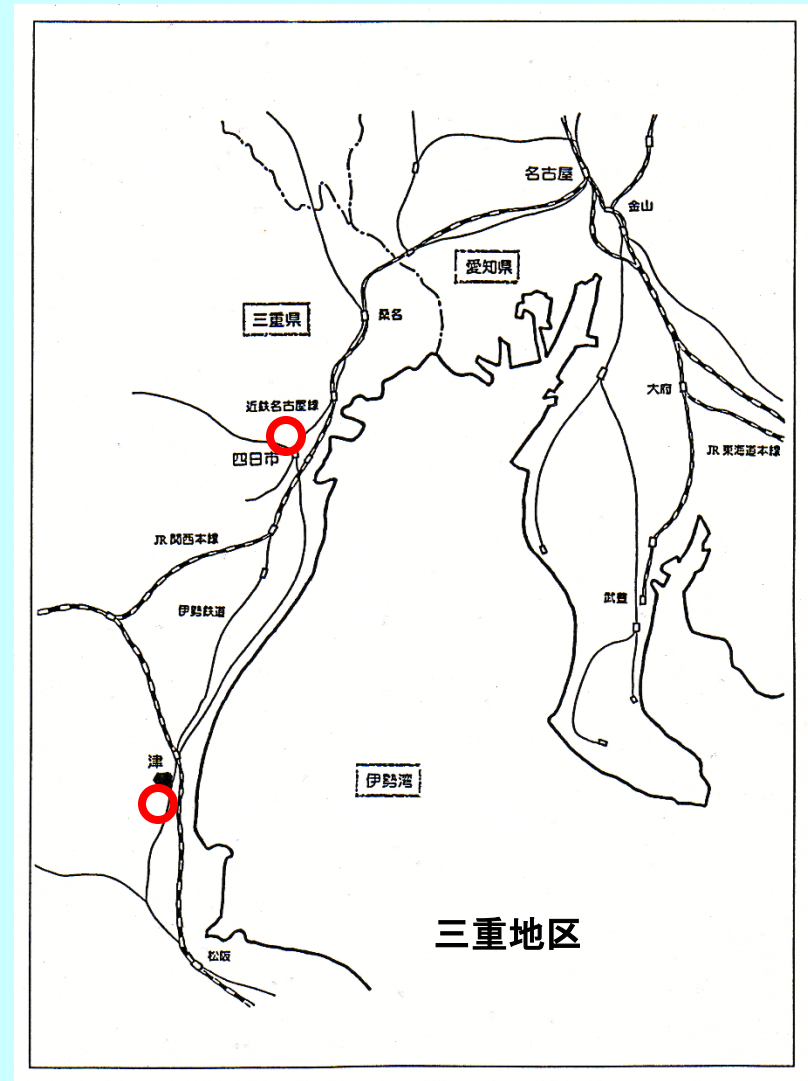 名古屋
金山
愛知県
三重県
桑名
近鉄名古屋線
大府
四日市
JR東海道本線
JR関西本線
伊勢鉄道
武豊
津
伊勢湾
三重地区
松阪